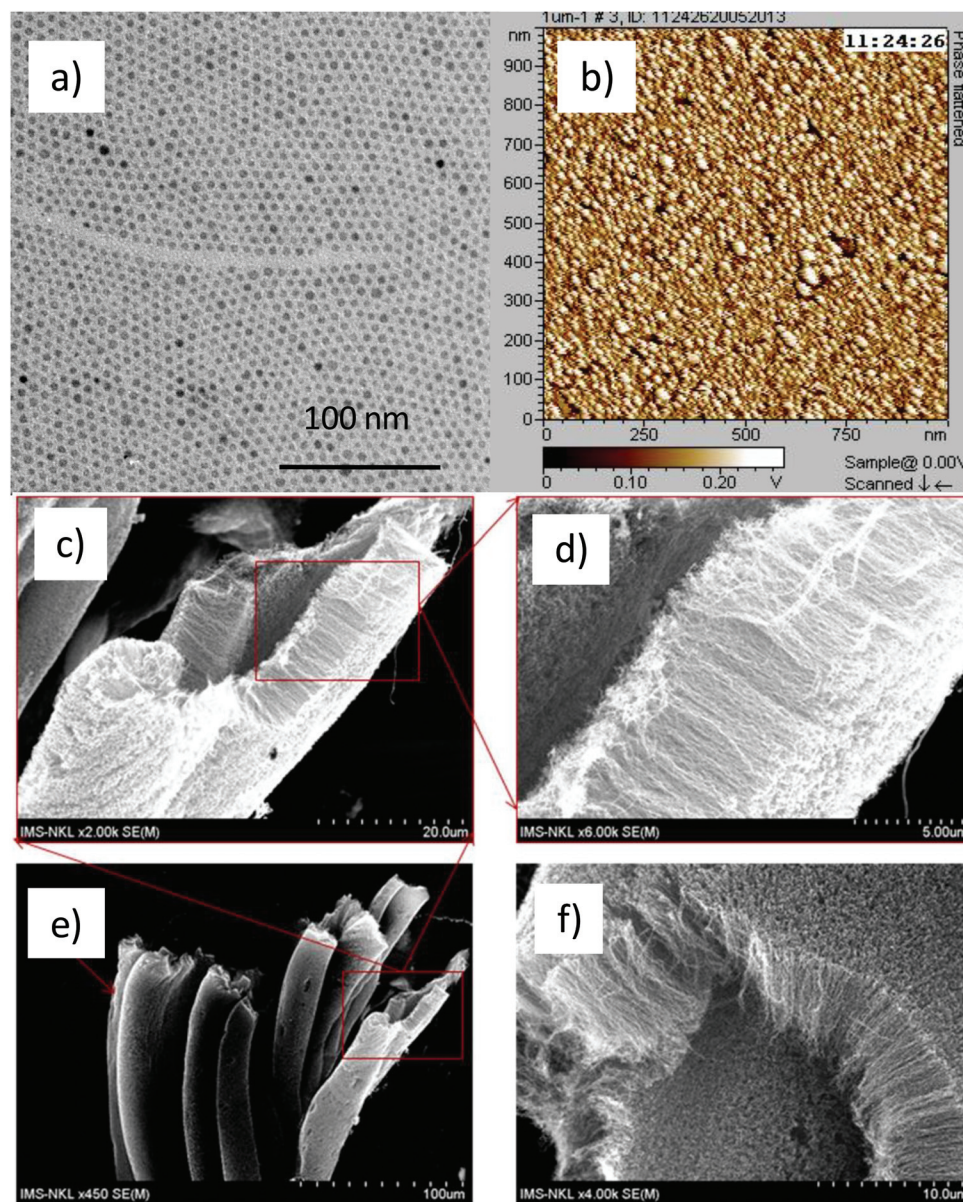 a)
100 nm
1um-1 # 3, ID: 11242620052013
b)
11:24:26
Phase flattened
nm
900
800
700
600
500
400
300
200
100
0
0 250 500 750 nm
0 0.10 0.20 V
Sample@ 0.00V
Scanned ↓ ←
c)
IMS-NKL x2.00k SE(M) 20.0um
d)
IMS-NKL x6.00k SE(M) 5.00um
e)
IMS-NKL x450 SE(M) 100um
f)
IMS-NKL x4.00k SE(M) 10.0um